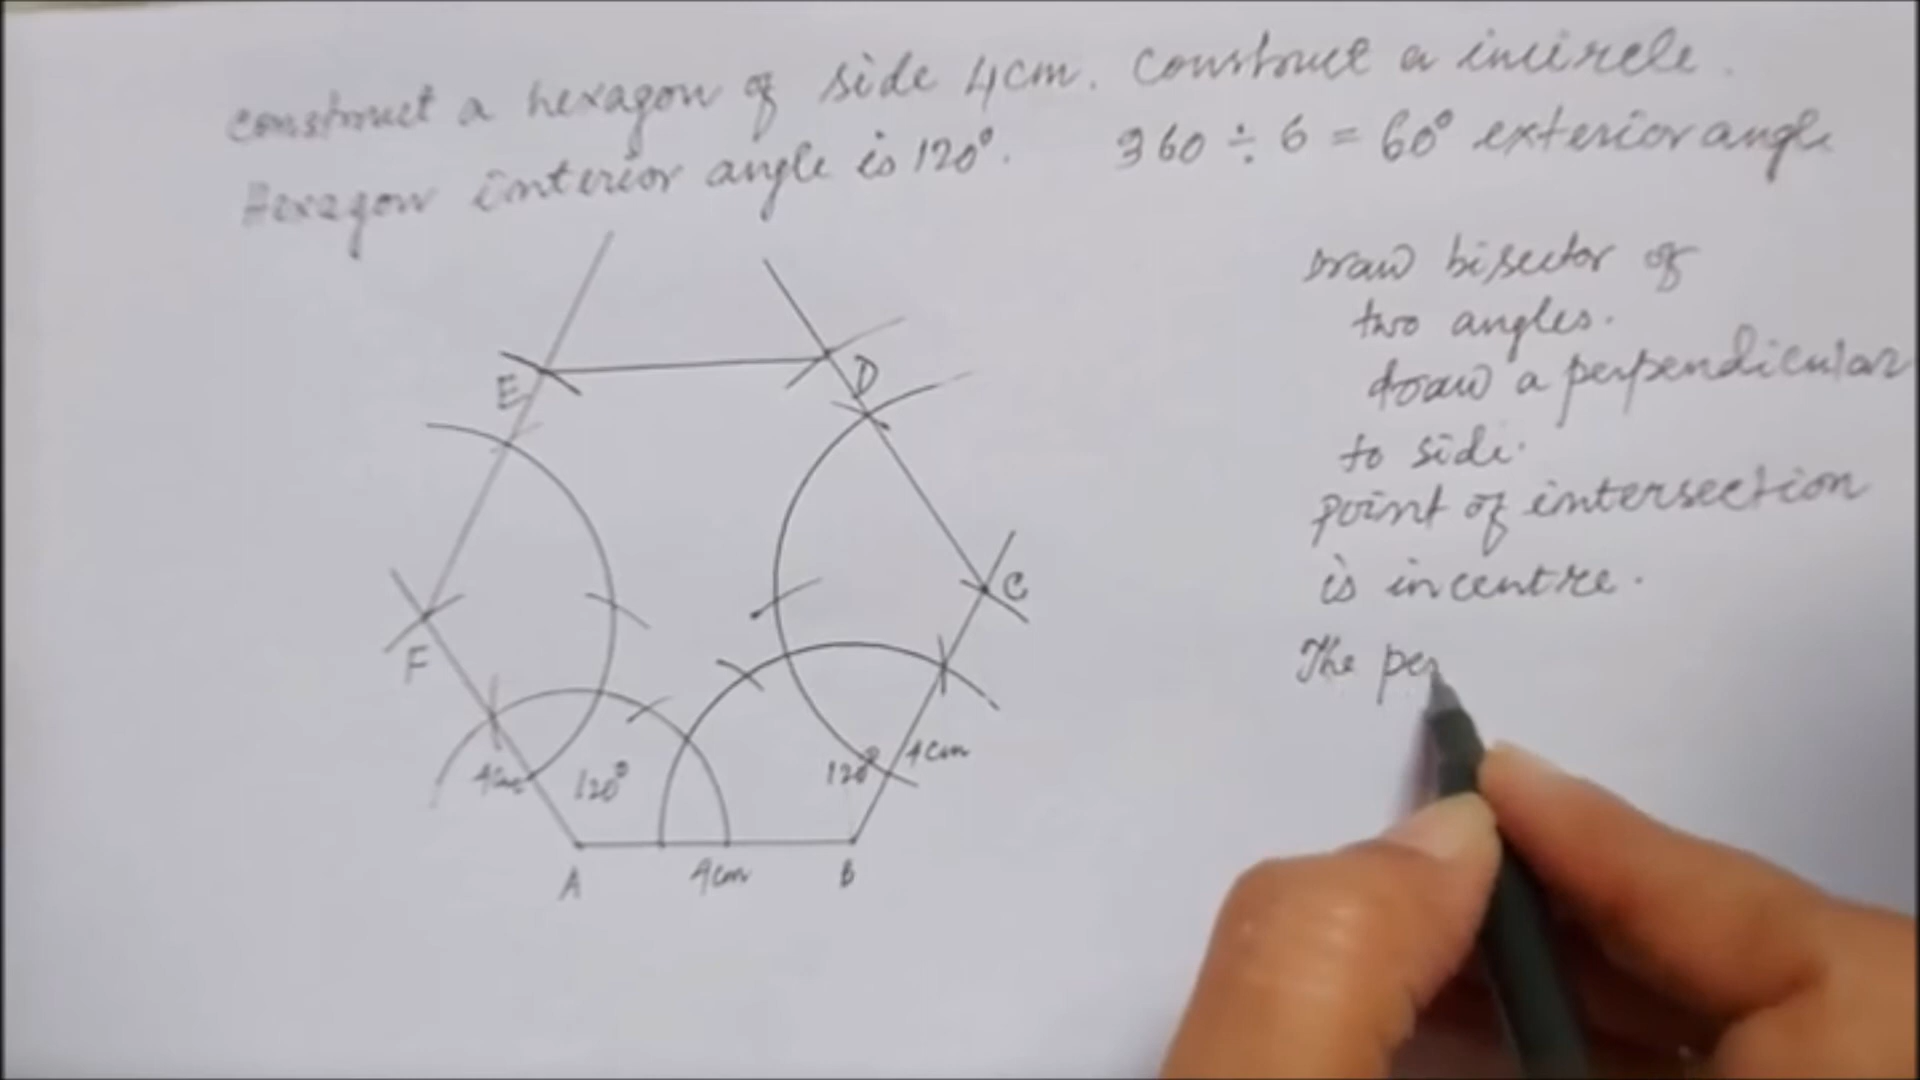 construct a hexagon of side 4cm. Construct a incircle.
Hexagon interior angle is 120°. 360 ÷ 6 = 60° exterior angle
Draw bisector of
two angles.
draw a perpendicular
to side.
point of intersection
is incentre.
The per
E
D
C
F
4cm
120°
120°
4cm
A
4cm
B